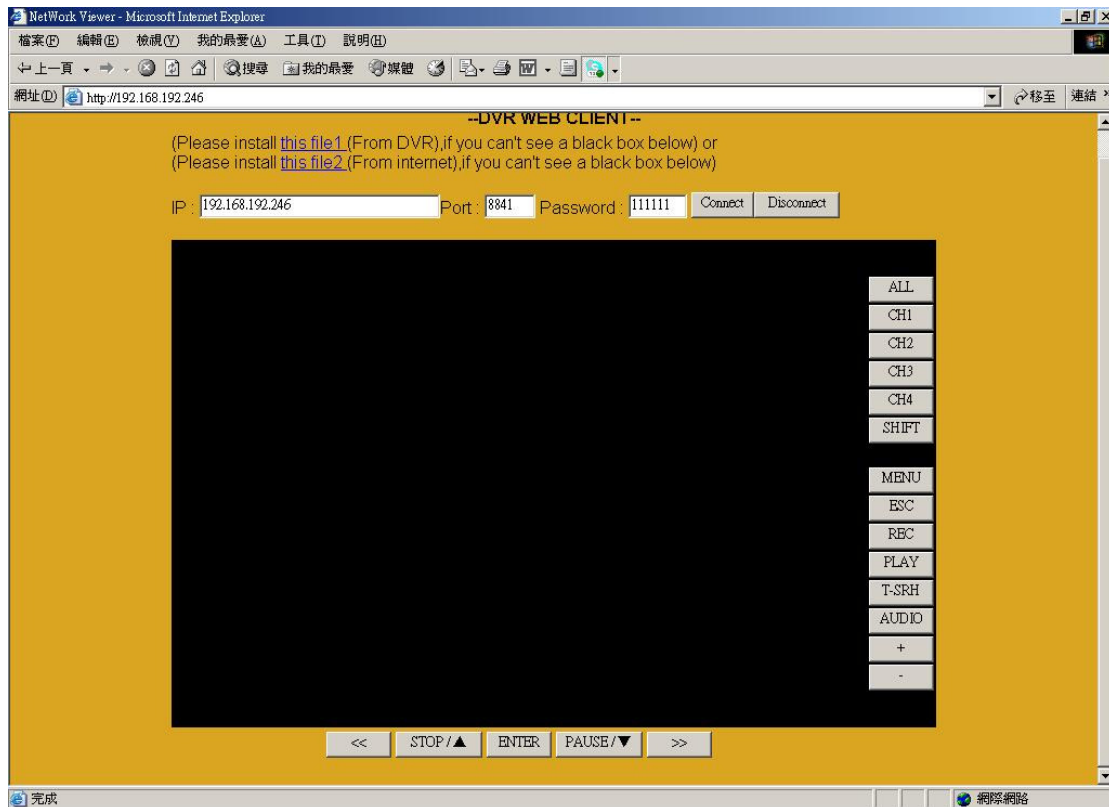 NetWork Viewer - Microsoft Internet Explorer
檔案(F) 編輯(E) 檢視(V) 我的最愛(A) 工具(T) 說明(H)
上一頁 搜尋 我的最愛 媒體
網址(D) http://192.168.192.246 移至 連結 »
--DVR WEB CLIENT--
(Please install this file1 (From DVR),if you can't see a black box below) or
(Please install this file2 (From internet),if you can't see a black box below)
IP : 192.168.192.246 Port : 8841 Password : 111111 Connect Disconnect
ALL
CH1
CH2
CH3
CH4
SHIFT
MENU
ESC
REC
PLAY
T-SRH
AUDIO
+
-
<< STOP/▲ ENTER PAUSE/▼ >>
完成 網際網路